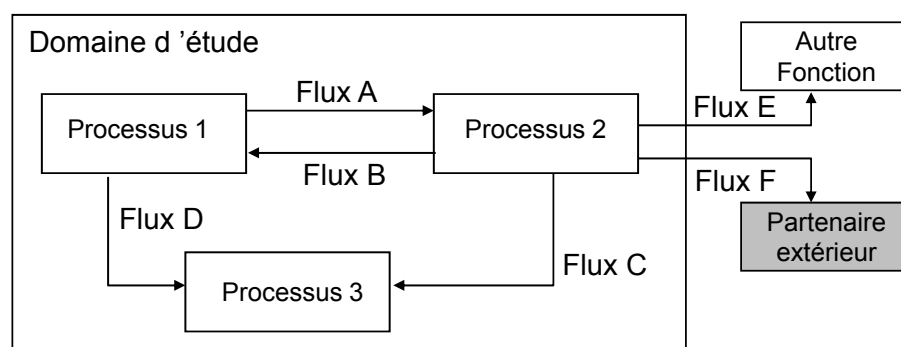 Domaine d ’étude
Autre
Fonction
Flux A
Flux E
Processus 1
Processus 2
Flux B
Flux F
Flux D
Partenaire
extérieur
Flux C
Processus 3